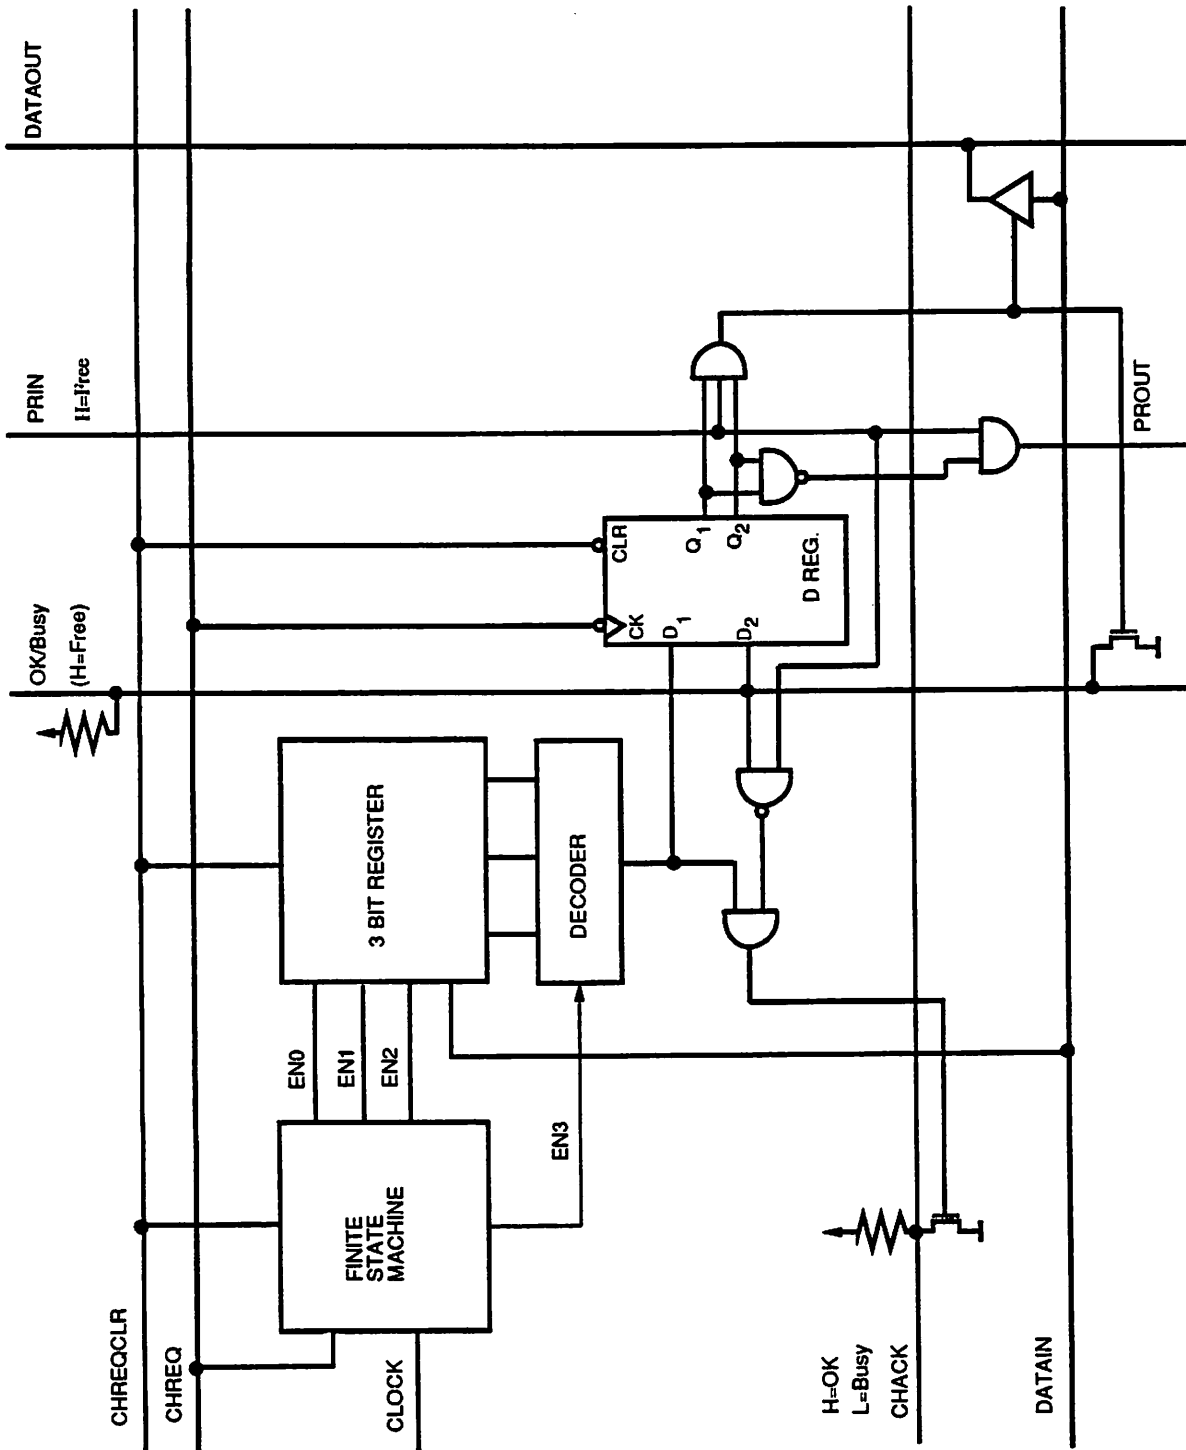 CHREQCLR
CHREQ
CLOCK
FINITE
STATE
MACHINE
EN0
EN1
EN2
EN3
3 BIT REGISTER
DECODER
OK/Busy
(H=Free)
PRIN
H=Free
DATAOUT
CK
CLR
D1
D2
Q1
Q2
D REG.
H=OK
L=Busy
CHACK
DATAIN
PROUT